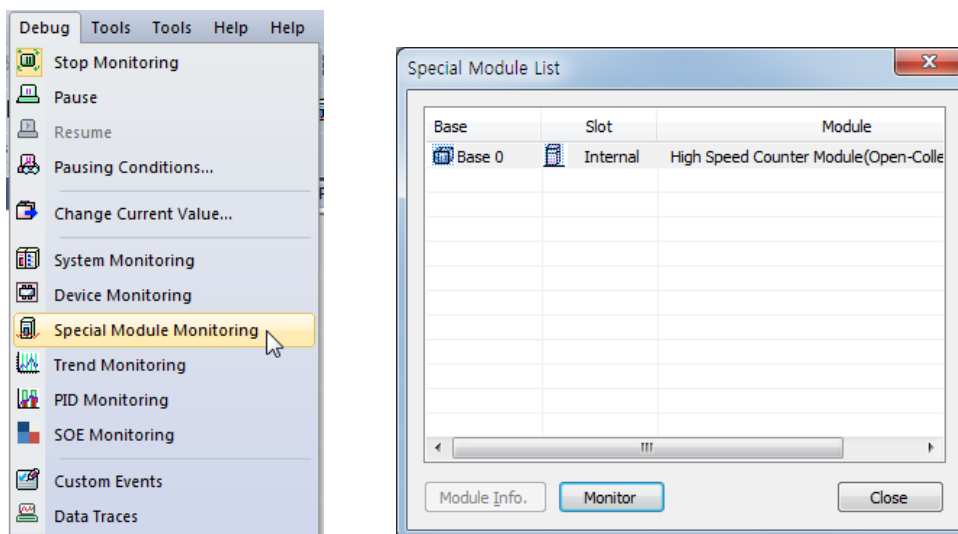 Debug Tools Tools Help Help
Stop Monitoring
Pause
Resume
Pausing Conditions...
Change Current Value...
System Monitoring
Device Monitoring
Special Module Monitoring
Trend Monitoring
PID Monitoring
SOE Monitoring
Custom Events
Data Traces
Special Module List
Base Slot Module
Base 0 Internal High Speed Counter Module(Open-Colle
Module Info. Monitor Close